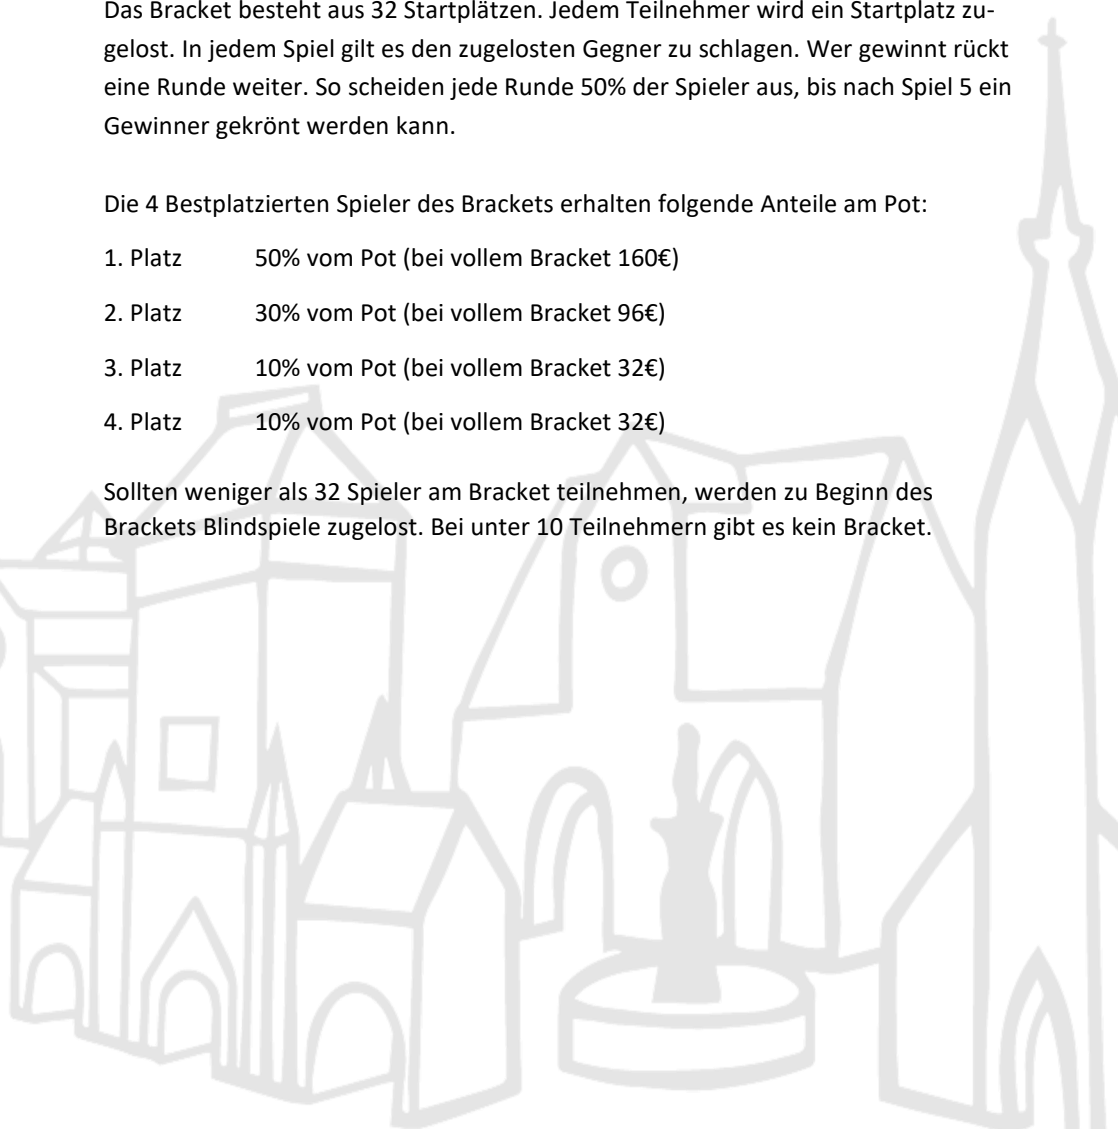 Das Bracket besteht aus 32 Startplätzen. Jedem Teilnehmer wird ein Startplatz zu-
gelost. In jedem Spiel gilt es den zugelosten Gegner zu schlagen. Wer gewinnt rückt
eine Runde weiter. So scheiden jede Runde 50% der Spieler aus, bis nach Spiel 5 ein
Gewinner gekrönt werden kann.
Die 4 Bestplatzierten Spieler des Brackets erhalten folgende Anteile am Pot:
1. Platz 50% vom Pot (bei vollem Bracket 160€)
2. Platz 30% vom Pot (bei vollem Bracket 96€)
3. Platz 10% vom Pot (bei vollem Bracket 32€)
4. Platz 10% vom Pot (bei vollem Bracket 32€)
Sollten weniger als 32 Spieler am Bracket teilnehmen, werden zu Beginn des
Brackets Blindspiele zugelost. Bei unter 10 Teilnehmern gibt es kein Bracket.